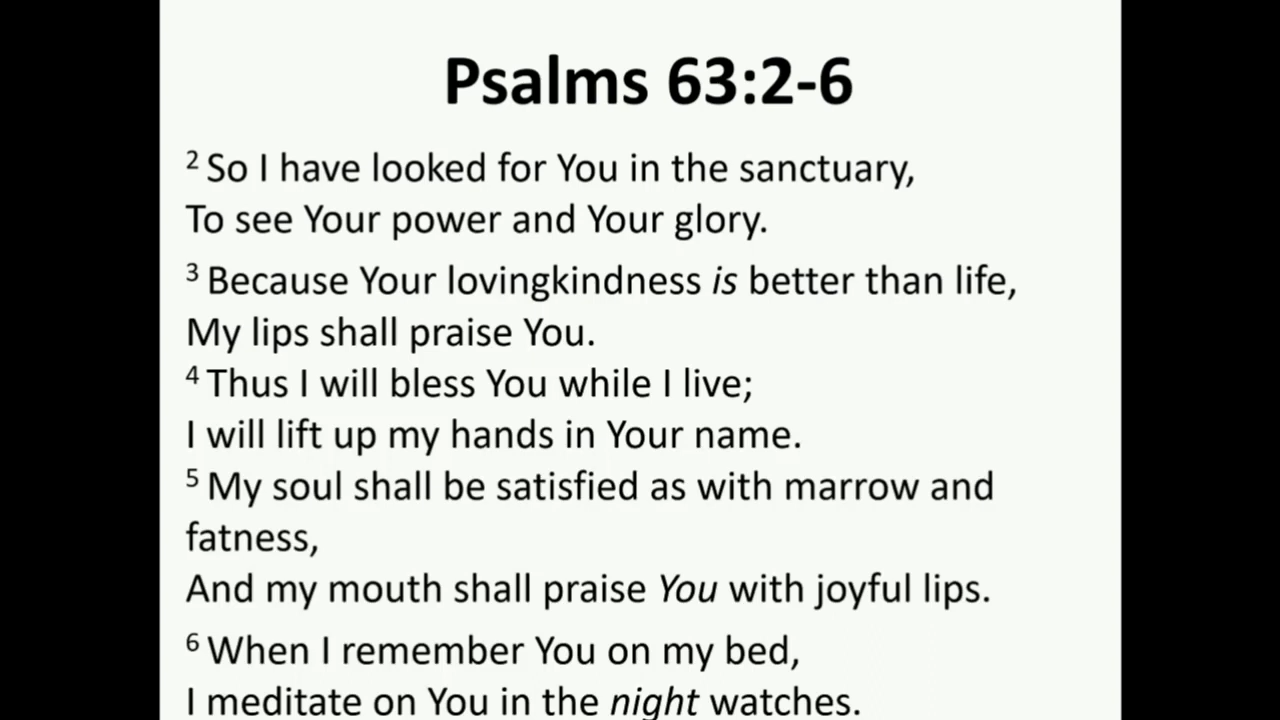 Psalms 63:2-6
2 So I have looked for You in the sanctuary,
To see Your power and Your glory.
3 Because Your lovingkindness is better than life,
My lips shall praise You.
4 Thus I will bless You while I live;
I will lift up my hands in Your name.
5 My soul shall be satisfied as with marrow and
fatness,
And my mouth shall praise You with joyful lips.
6 When I remember You on my bed,
I meditate on You in the night watches.